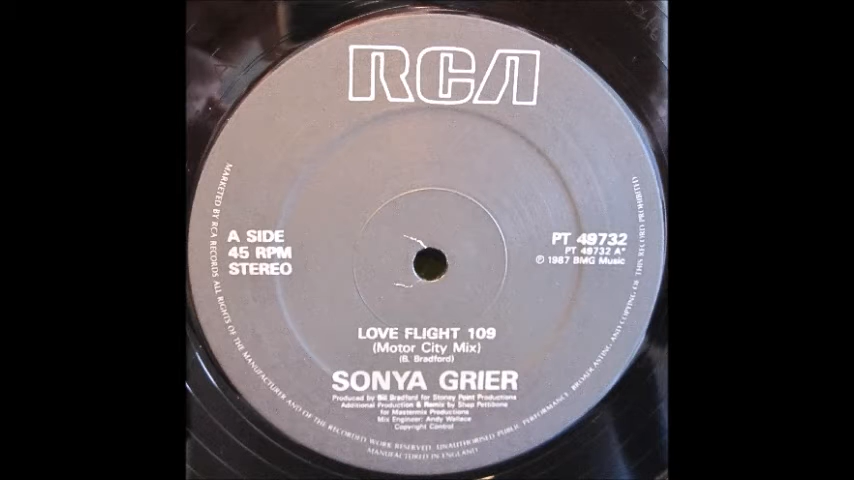 RCA
A SIDE
45 RPM
STEREO
PT 49732
PT 49732 A*
℗ 1987 BMG Music
LOVE FLIGHT 109
(Motor City Mix)
(B. Bradford)
SONYA GRIER
Produced by Bill Bradford for Stoney Point Productions
Additional Production & Remix by Shep Pettibone
for Mastermix Productions
Mix Engineer: Andy Wallace
Copyright Control
MARKETED BY RCA RECORDS ALL RIGHTS OF THE MANUFACTURER AND OF THE RECORDED WORK RESERVED. UNAUTHORISED PUBLIC PERFORMANCE, BROADCASTING AND COPYING OF THIS RECORD PROHIBITED
MANUFACTURED IN ENGLAND